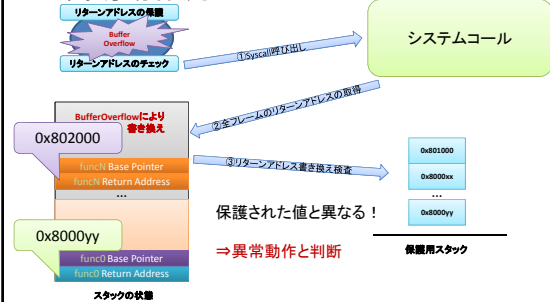 リターンアドレスの保護
Buffer
Overflow
リターンアドレスのチェック
①Syscall呼び出し
システムコール
②全フレームのリターンアドレスの取得
BufferOverflowにより
書き換え
0x802000
③リターンアドレス書き換え検査
funcN Base Pointer
funcN Return Address
...
0x801000
0x8000xx
...
0x8000yy
保護された値と異なる！
0x8000yy
⇒異常動作と判断
保護用スタック
func0 Base Pointer
func0 Return Address
スタックの状態